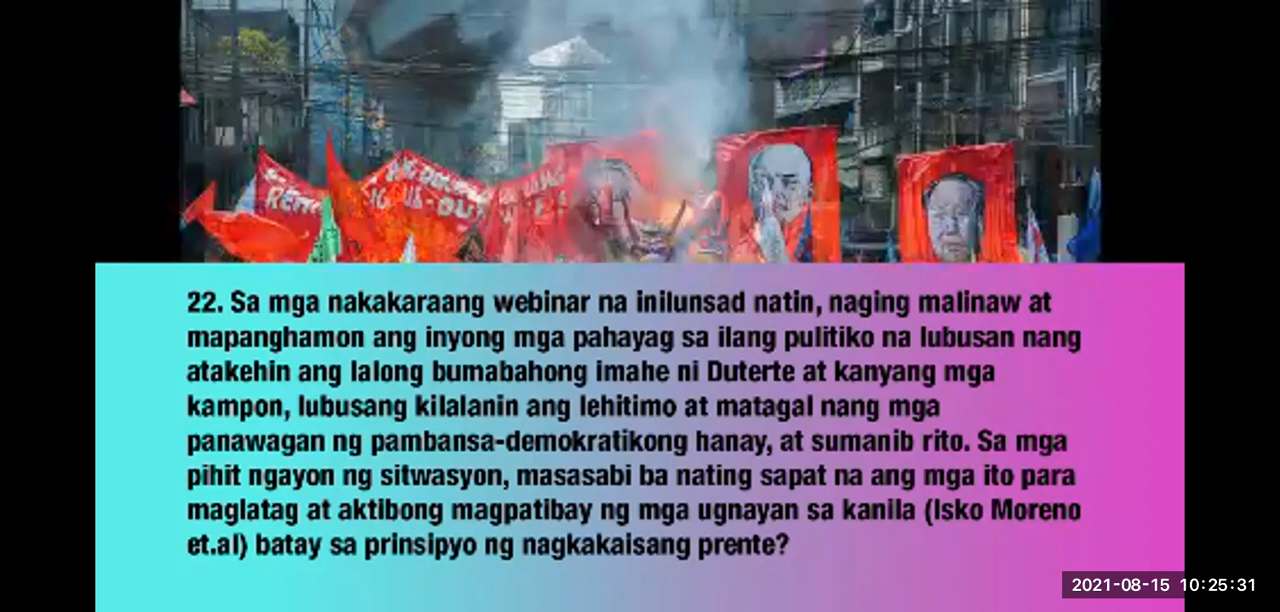 22. Sa mga nakakaraang webinar na inilunsad natin, naging malinaw at
mapanghamon ang inyong mga pahayag sa ilang pulitiko na lubusan nang
atakehin ang lalong bumabahong imahe ni Duterte at kanyang mga
kampon, lubusang kilalanin ang lehitimo at matagal nang mga
panawagan ng pambansa-demokratikong hanay, at sumanib rito. Sa mga
pihit ngayon ng sitwasyon, masasabi ba nating sapat na ang mga ito para
maglatag at aktibong magpatibay ng mga ugnayan sa kanila (Isko Moreno
et.al) batay sa prinsipyo ng nagkakaisang prente?
2021-08-15 10:25:31